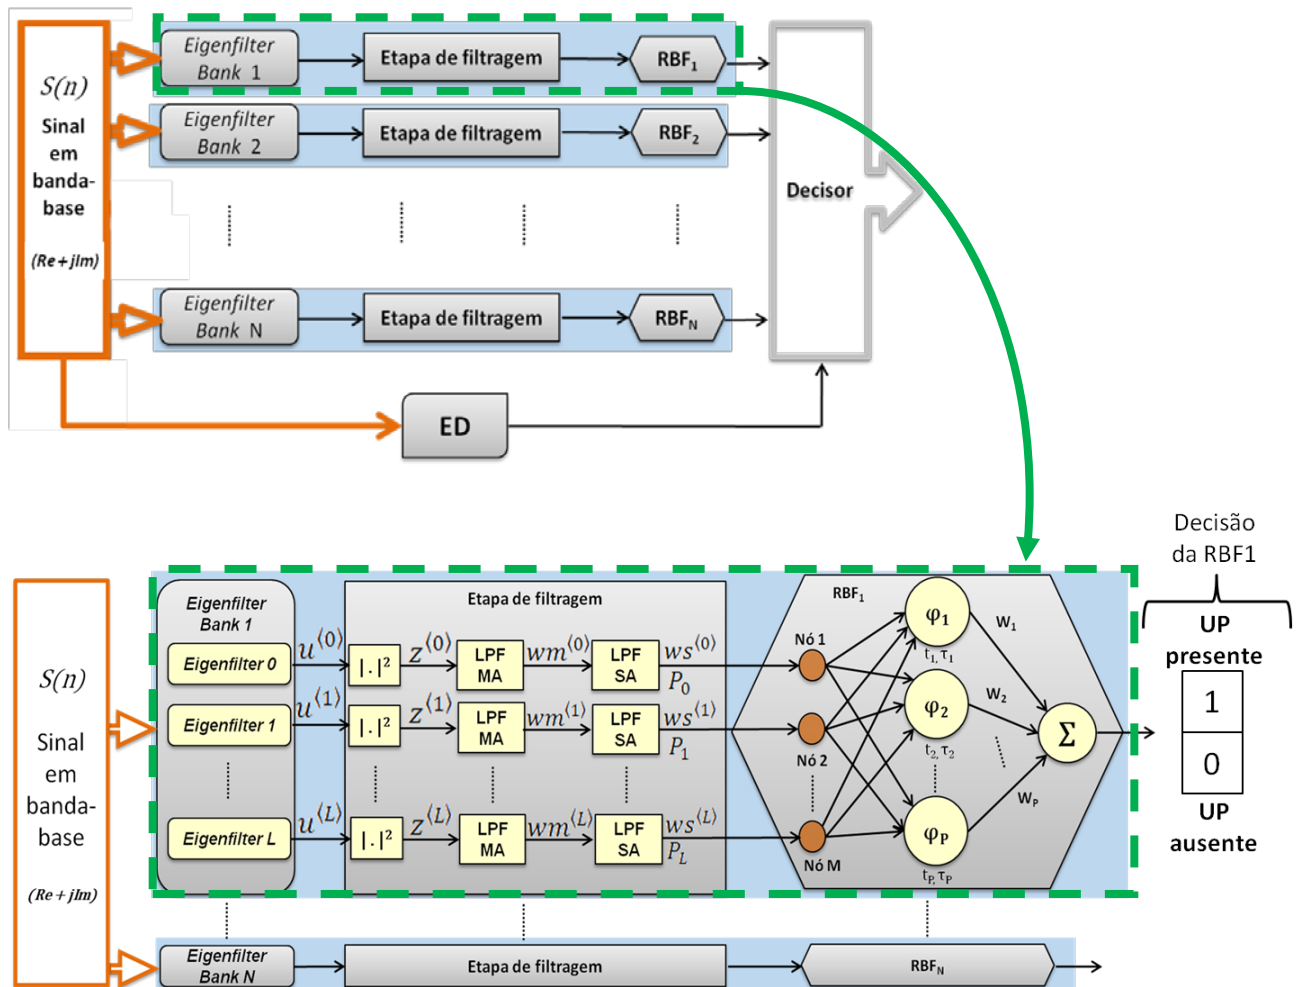 S(n)
Sinal
em
banda-
base
(Re+jIm)
Eigenfilter
Bank 1
Etapa de filtragem
RBF1
Eigenfilter
Bank 2
Etapa de filtragem
RBF2
Eigenfilter
Bank N
Etapa de filtragem
RBFN
Decisor
ED
Decisão
da RBF1
UP
presente
1
0
UP
ausente
S(n)
Sinal
em
banda-
base
(Re+jIm)
Eigenfilter
Bank 1
Eigenfilter 0
Eigenfilter 1
Eigenfilter L
Etapa de filtragem
u⟨0⟩
|.|²
z⟨0⟩
LPF
MA
wm⟨0⟩
LPF
SA
ws⟨0⟩
P0
u⟨1⟩
|.|²
z⟨1⟩
LPF
MA
wm⟨1⟩
LPF
SA
ws⟨1⟩
P1
u⟨L⟩
|.|²
z⟨L⟩
LPF
MA
wm⟨L⟩
LPF
SA
ws⟨L⟩
PL
RBF1
Nó 1
Nó 2
Nó M
φ1
t1, τ1
φ2
t2, τ2
φP
tP, τP
W1
W2
WP
Σ
Eigenfilter
Bank N
Etapa de filtragem
RBFN